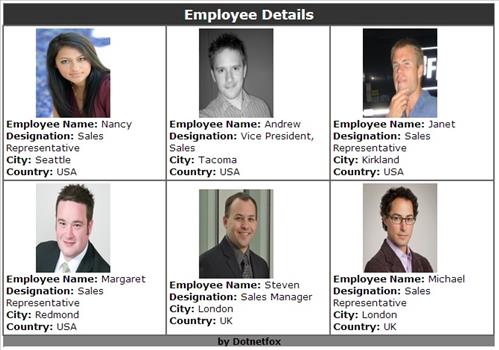 Employee Details
Employee Name: Nancy
Designation: Sales
Representative
City: Seattle
Country: USA
Employee Name: Andrew
Designation: Vice President,
Sales
City: Tacoma
Country: USA
Employee Name: Janet
Designation: Sales
Representative
City: Kirkland
Country: USA
Employee Name: Margaret
Designation: Sales
Representative
City: Redmond
Country: USA
Employee Name: Steven
Designation: Sales Manager
City: London
Country: UK
Employee Name: Michael
Designation: Sales
Representative
City: London
Country: UK
by Dotnetfox